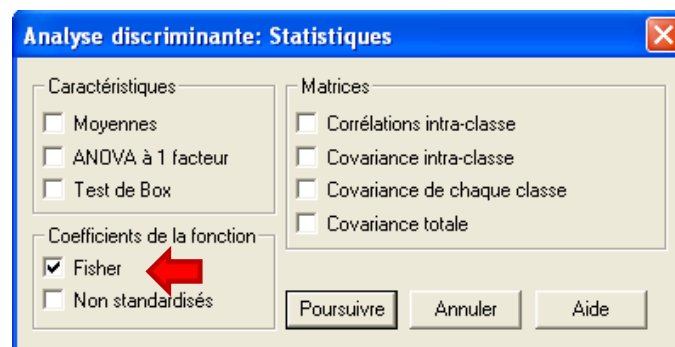 Analyse discriminante: Statistiques
Caractéristiques
Moyennes
ANOVA à 1 facteur
Test de Box
Coefficients de la fonction
Fisher
Non standardisés
Matrices
Corrélations intra-classe
Covariance intra-classe
Covariance de chaque classe
Covariance totale
Poursuivre
Annuler
Aide